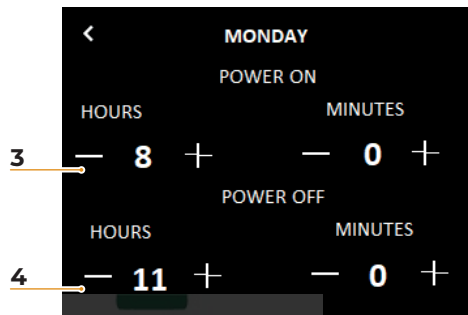 < MONDAY
POWER ON
HOURS MINUTES
3 — 8 + — 0 +
POWER OFF
HOURS MINUTES
4 — 11 + — 0 +